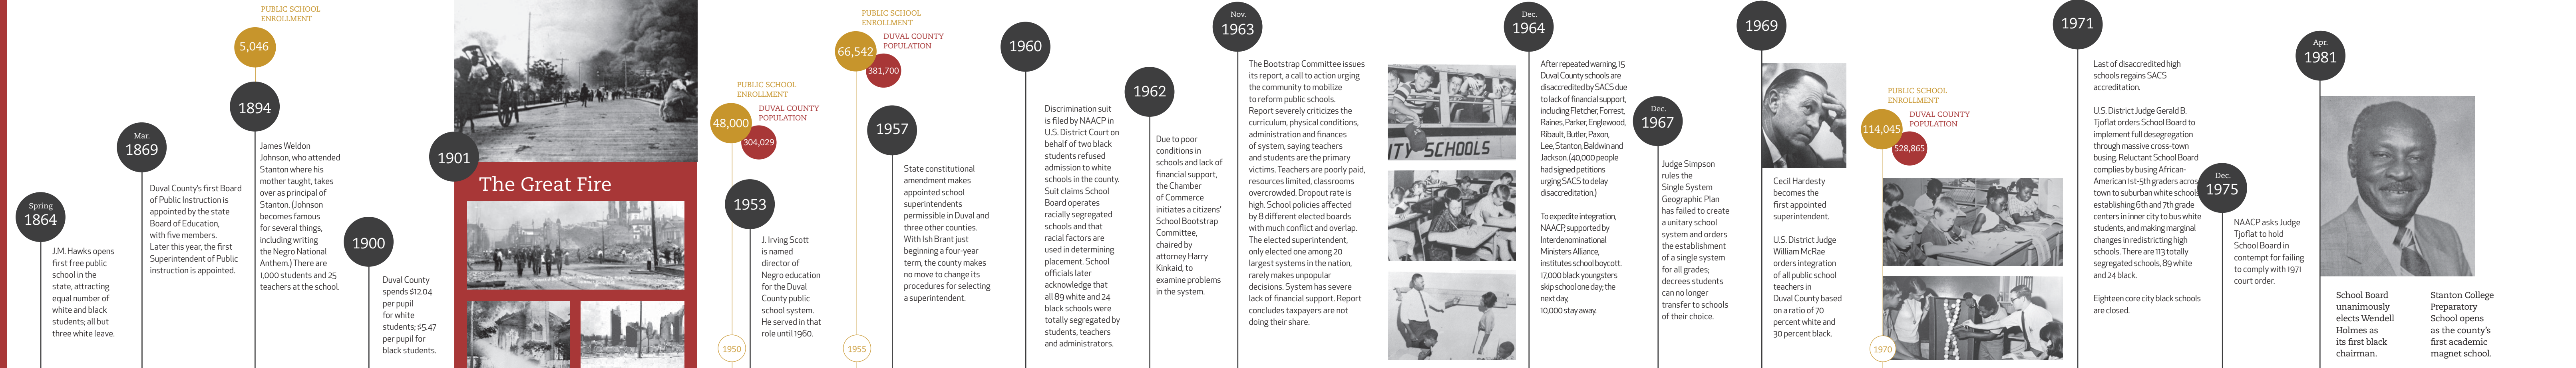 Spring
1864
J.M. Hawks opens
first free public
school in the
state, attracting
equal number of
white and black
students; all but
three white leave.
Mar.
1869
Duval County's first Board
of Public Instruction is
appointed by the state
Board of Education,
with five members.
Later this year, the first
Superintendent of Public
instruction is appointed.
PUBLIC SCHOOL
ENROLLMENT
5,046
1894
James Weldon
Johnson, who attended
Stanton where his
mother taught, takes
over as principal of
Stanton. (Johnson
becomes famous
for several things,
including writing
the Negro National
Anthem.) There are
1,000 students and 25
teachers at the school.
1900
Duval County
spends $12.04
per pupil
for white
students; $5.47
per pupil for
black students.
1901
The Great Fire
PUBLIC SCHOOL
ENROLLMENT
48,000
DUVAL COUNTY
POPULATION
304,029
1950
1953
J. Irving Scott
is named
director of
Negro education
for the Duval
County public
school system.
He served in that
role until 1960.
PUBLIC SCHOOL
ENROLLMENT
66,542
DUVAL COUNTY
POPULATION
381,700
1955
1957
State constitutional
amendment makes
appointed school
superintendents
permissible in Duval and
three other counties.
With Ish Brant just
beginning a four-year
term, the county makes
no move to change its
procedures for selecting
a superintendent.
1960
Discrimination suit
is filed by NAACP in
U.S. District Court on
behalf of two black
students refused
admission to white
schools in the county.
Suit claims School
Board operates
racially segregated
schools and that
racial factors are
used in determining
placement. School
officials later
acknowledge that
all 89 white and 24
black schools were
totally segregated by
students, teachers
and administrators.
1962
Due to poor
conditions in
schools and lack of
financial support,
the Chamber
of Commerce
initiates a citizens'
School Bootstrap
Committee,
chaired by
attorney Harry
Kinkaid, to
examine problems
in the system.
Nov.
1963
The Bootstrap Committee issues
its report, a call to action urging
the community to mobilize
to reform public schools.
Report severely criticizes the
curriculum, physical conditions,
administration and finances
of system, saying teachers
and students are the primary
victims. Teachers are poorly paid,
resources limited, classrooms
overcrowded. Dropout rate is
high. School policies affected
by 8 different elected boards
with much conflict and overlap.
The elected superintendent,
only elected one among 20
largest systems in the nation,
rarely makes unpopular
decisions. System has severe
lack of financial support. Report
concludes taxpayers are not
doing their share.
TY SCHOOLS
Dec.
1964
After repeated warning, 15
Duval County schools are
disaccredited by SACS due
to lack of financial support,
including Fletcher, Forrest,
Raines, Parker, Englewood,
Ribault, Butler, Paxon,
Lee, Stanton, Baldwin and
Jackson. (40,000 people
had signed petitions
urging SACS to delay
disaccreditation.)
To expedite integration,
NAACP, supported by
Interdenominational
Ministers Alliance,
institutes school boycott.
17,000 black youngsters
skip school one day; the
next day,
10,000 stay away.
Dec.
1967
Judge Simpson
rules the
Single System
Geographic Plan
has failed to create
a unitary school
system and orders
the establishment
of a single system
for all grades;
decrees students
can no longer
transfer to schools
of their choice.
1969
Cecil Hardesty
becomes the
first appointed
superintendent.
U.S. District Judge
William McRae
orders integration
of all public school
teachers in
Duval County based
on a ratio of 70
percent white and
30 percent black.
PUBLIC SCHOOL
ENROLLMENT
114,045
DUVAL COUNTY
POPULATION
528,865
1970
1971
Last of disaccredited high
schools regains SACS
accreditation.
U.S. District Judge Gerald B.
Tjoflat orders School Board to
implement full desegregation
through massive cross-town
busing. Reluctant School Board
complies by busing African-
American 1st-5th graders across
town to suburban white schools,
establishing 6th and 7th grade
centers in inner city to bus white
students, and making marginal
changes in redistricting high
schools. There are 113 totally
segregated schools, 89 white
and 24 black.
Eighteen core city black schools
are closed.
Dec.
1975
NAACP asks Judge
Tjoflat to hold
School Board in
contempt for failing
to comply with 1971
court order.
Apr.
1981
School Board
unanimously
elects Wendell
Holmes as
its first black
chairman.
Stanton College
Preparatory
School opens
as the county's
first academic
magnet school.